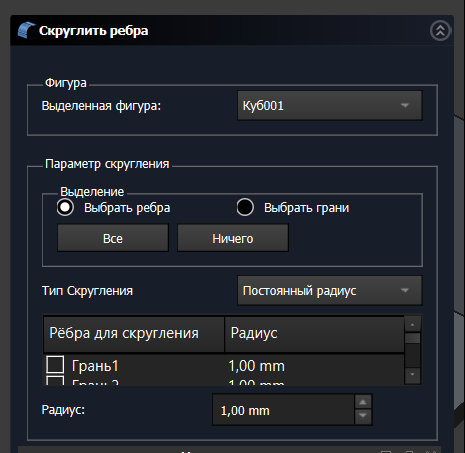 Скруглить ребра
Фигура
Выделенная фигура: Куб001
Параметр скругления
Выделение
Выбрать ребра Выбрать грани
Все Ничего
Тип Скругления Постоянный радиус
Рёбра для скругления Радиус
Грань1 1,00 mm
Грань2 1,00 mm
Радиус: 1,00 mm